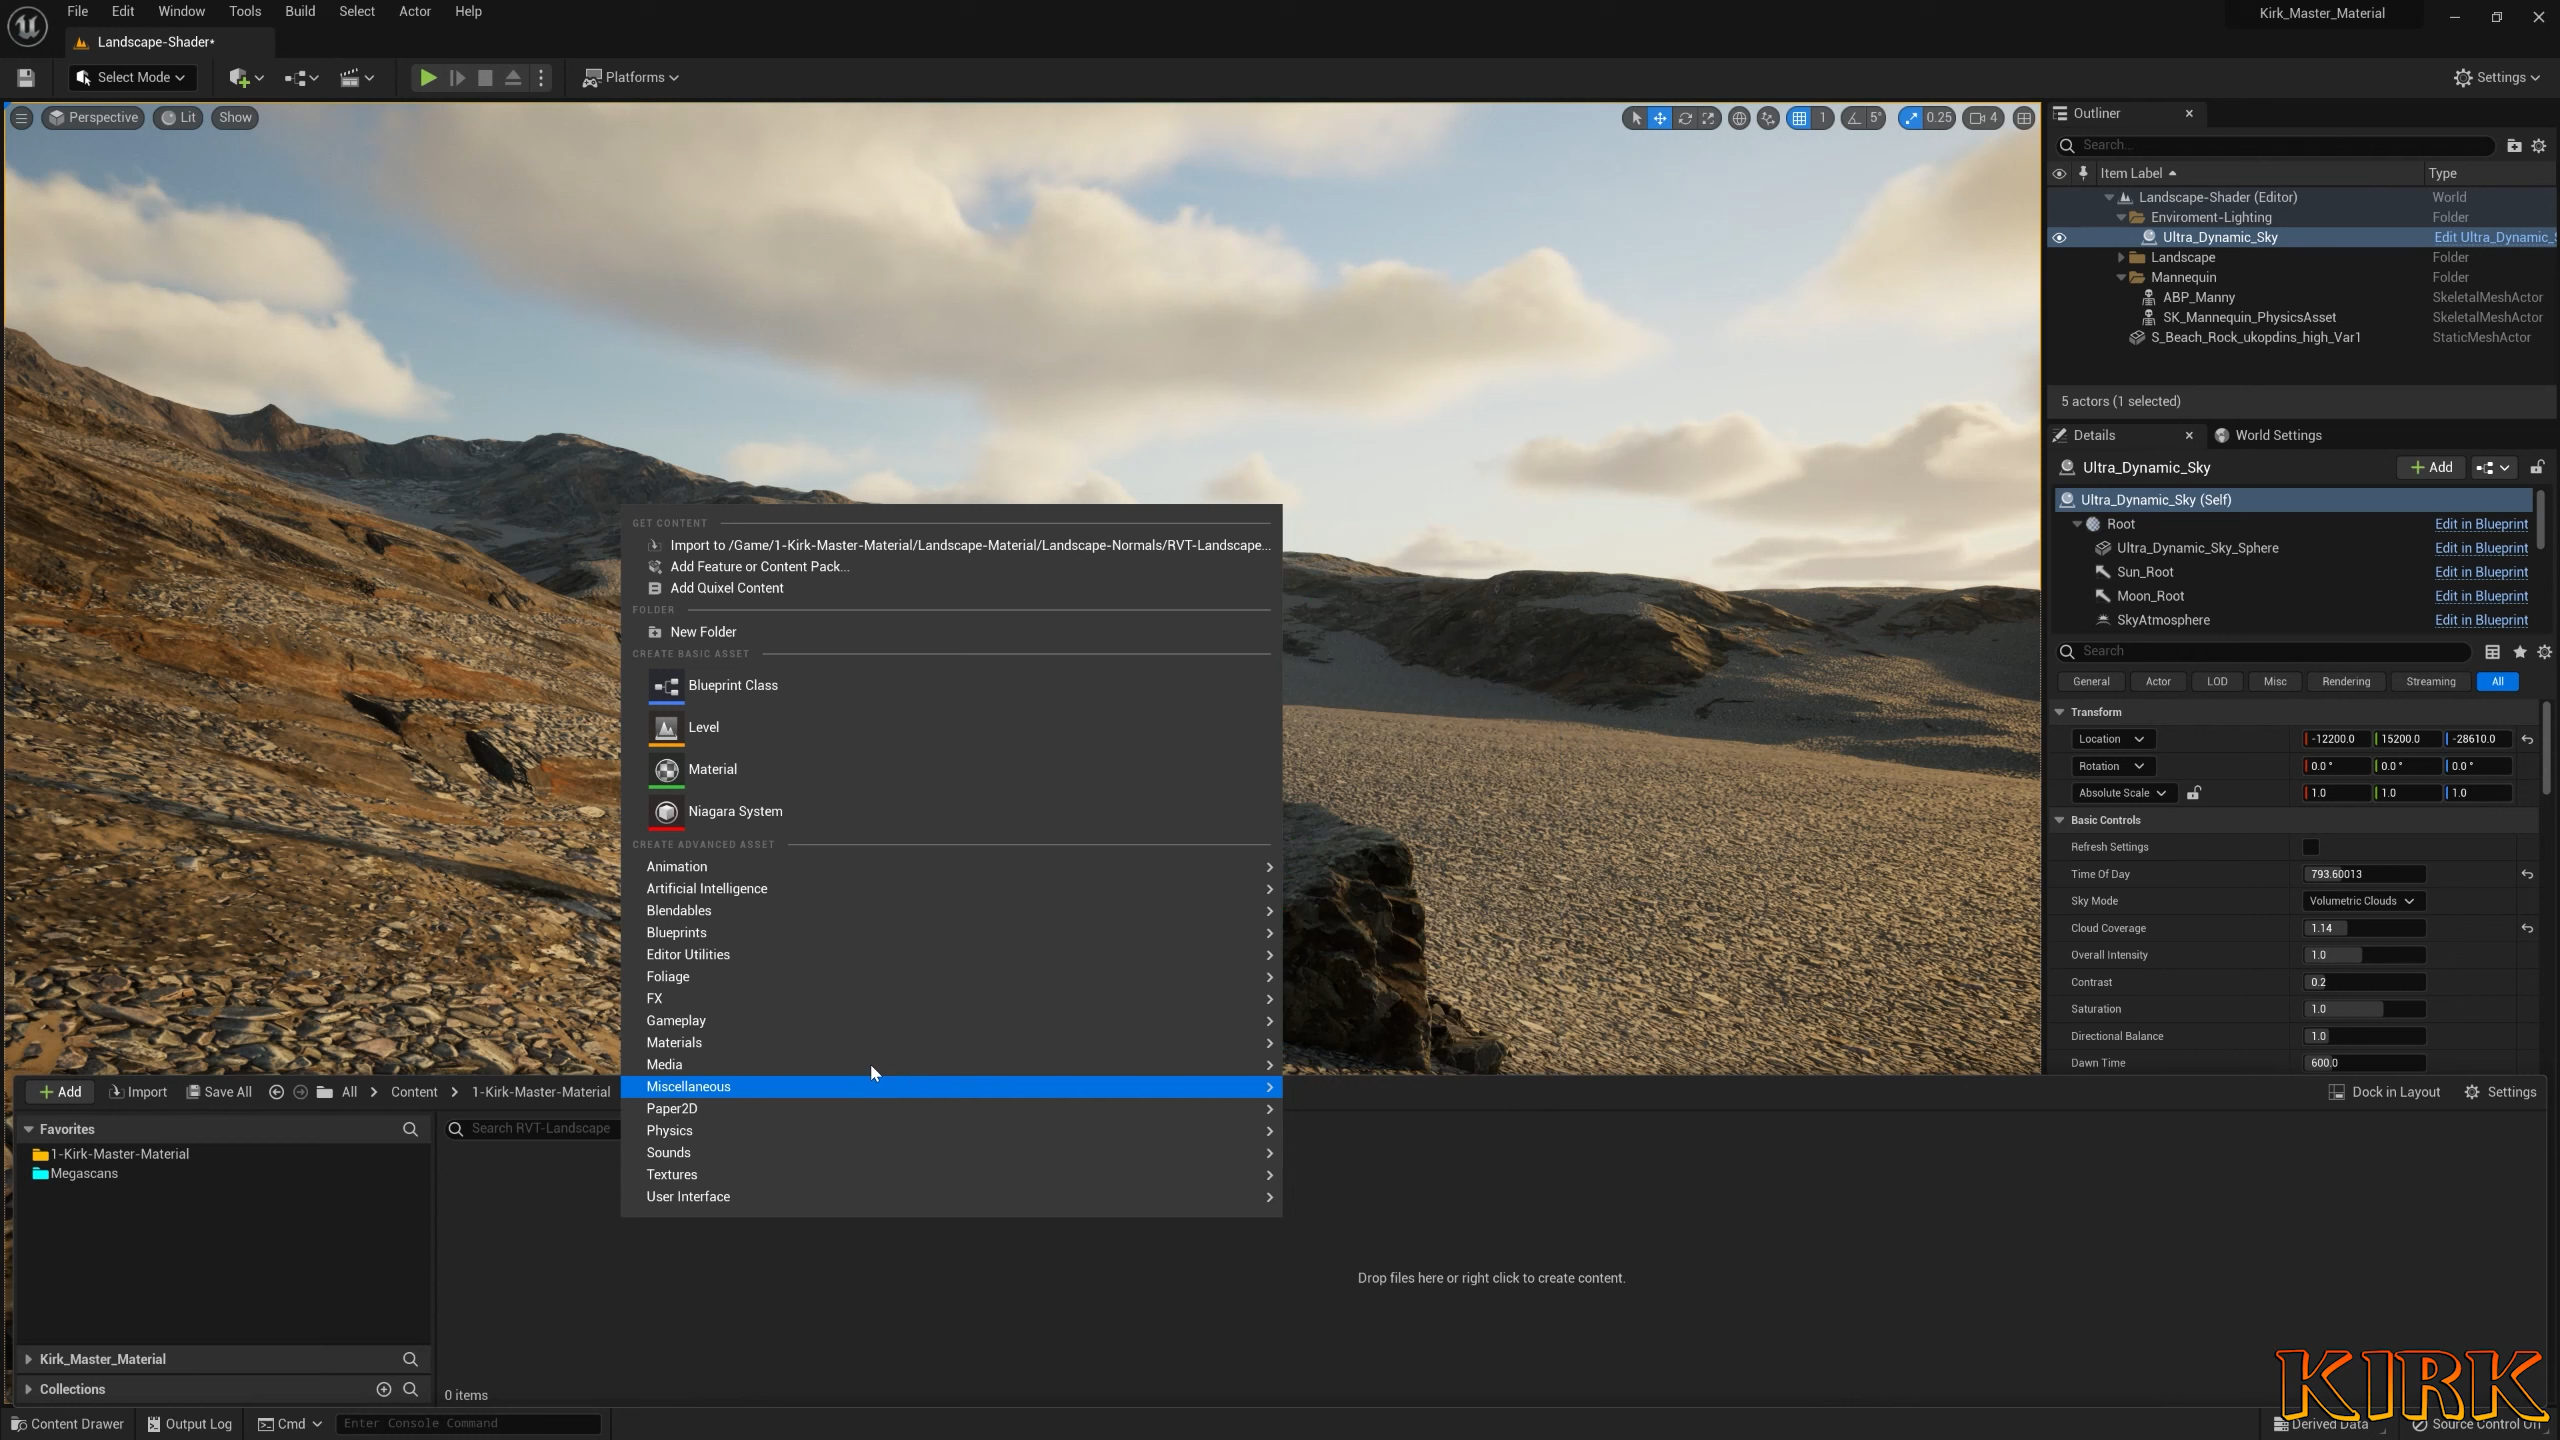 File Edit Window Tools Build Select Actor Help
Kirk_Master_Material
Landscape-Shader*
Select Mode
Platforms
Settings
Perspective Lit Show
1 5° 0.25 4
Outliner
Search...
Item Label Type
Landscape-Shader (Editor) World
Enviroment-Lighting Folder
Ultra_Dynamic_Sky Edit Ultra_Dynamic_
Landscape Folder
Mannequin Folder
ABP_Manny SkeletalMeshActor
SK_Mannequin_PhysicsAsset SkeletalMeshActor
S_Beach_Rock_ukopdins_high_Var1 StaticMeshActor
5 actors (1 selected)
Details World Settings
Ultra_Dynamic_Sky Add
Ultra_Dynamic_Sky (Self)
Root Edit in Blueprint
Ultra_Dynamic_Sky_Sphere Edit in Blueprint
Sun_Root Edit in Blueprint
Moon_Root Edit in Blueprint
SkyAtmosphere Edit in Blueprint
Search
General Actor LOD Misc Rendering Streaming All
Transform
Location -12200.0 15200.0 -28610.0
Rotation 0.0 ° 0.0 ° 0.0 °
Absolute Scale 1.0 1.0 1.0
Basic Controls
Refresh Settings
Time Of Day 793.60013
Sky Mode Volumetric Clouds
Cloud Coverage 1.14
Overall Intensity 1.0
Contrast 0.2
Saturation 1.0
Directional Balance 1.0
Dawn Time 600.0
GET CONTENT
Import to /Game/1-Kirk-Master-Material/Landscape-Material/Landscape-Normals/RVT-Landscape...
Add Feature or Content Pack...
Add Quixel Content
FOLDER
New Folder
CREATE BASIC ASSET
Blueprint Class
Level
Material
Niagara System
CREATE ADVANCED ASSET
Animation
Artificial Intelligence
Blendables
Blueprints
Editor Utilities
Foliage
FX
Gameplay
Materials
Media
Miscellaneous
Paper2D
Physics
Sounds
Textures
User Interface
Add Import Save All All Content 1-Kirk-Master-Material
Dock in Layout Settings
Favorites
Search RVT-Landscape
1-Kirk-Master-Material
Megascans
Drop files here or right click to create content.
Kirk_Master_Material
Collections
0 items
KIRK
Content Drawer Output Log Cmd Enter Console Command
Derived Data Source Control Off